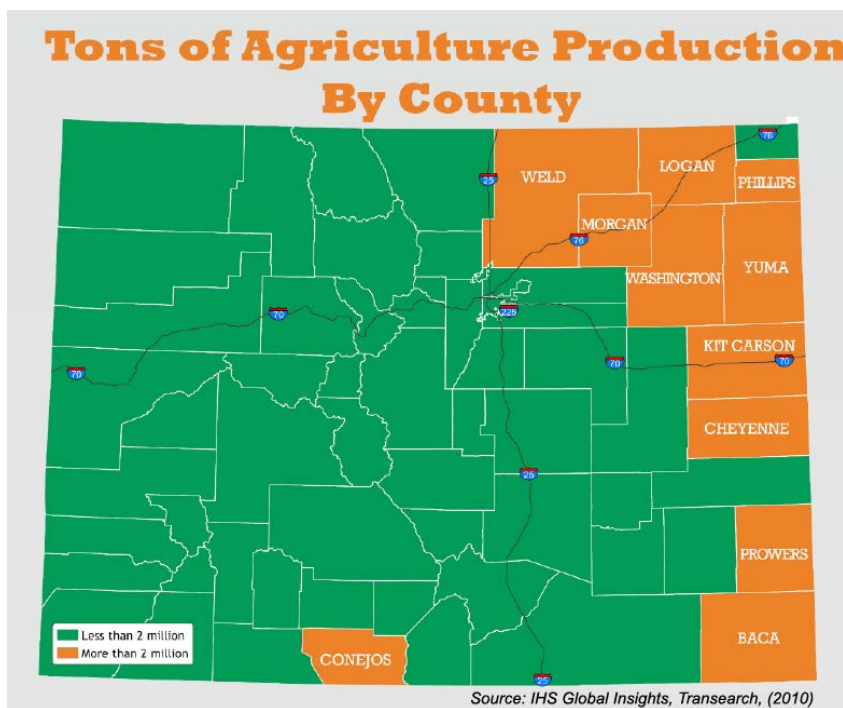 Tons of Agriculture Production
By County
76
LOGAN
25
WELD
PHILLIPS
MORGAN
76
WASHINGTON
YUMA
70
225
KIT CARSON
70
70
70
CHEYENNE
25
PROWERS
Less than 2 million
More than 2 million
CONEJOS
BACA
25
Source: IHS Global Insights, Transearch, (2010)